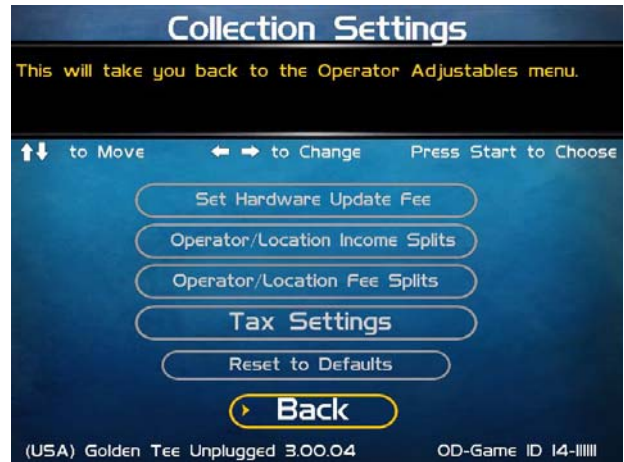 Collection Settings
This will take you back to the Operator Adjustables menu.
to Move to Change Press Start to Choose
Set Hardware Update Fee
Operator/Location Income Splits
Operator/Location Fee Splits
Tax Settings
Reset to Defaults
Back
(USA) Golden Tee Unplugged 3.00.04 OD-Game ID 14-111111